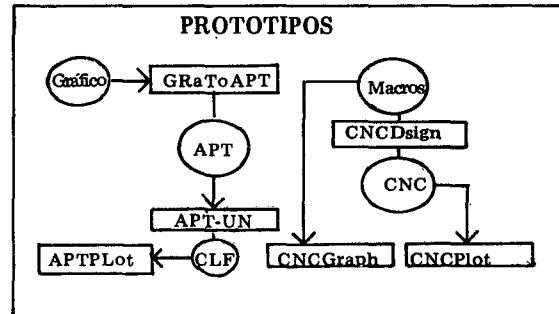 PROTOTIPOS
Gráfico
GRaToAPT
Macros
CNCDsign
APT
CNC
APT-UN
APTPLot
CLF
CNCGraph
CNCPlot